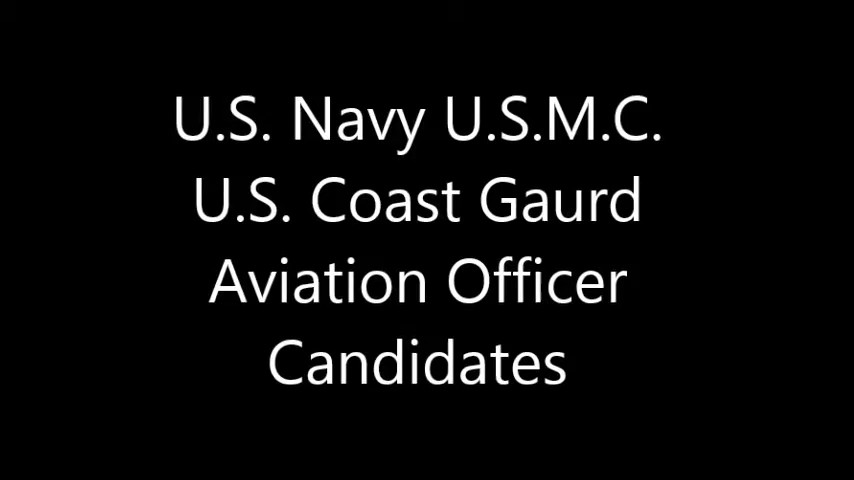 U.S. Navy U.S.M.C.
U.S. Coast Gaurd
Aviation Officer
Candidates